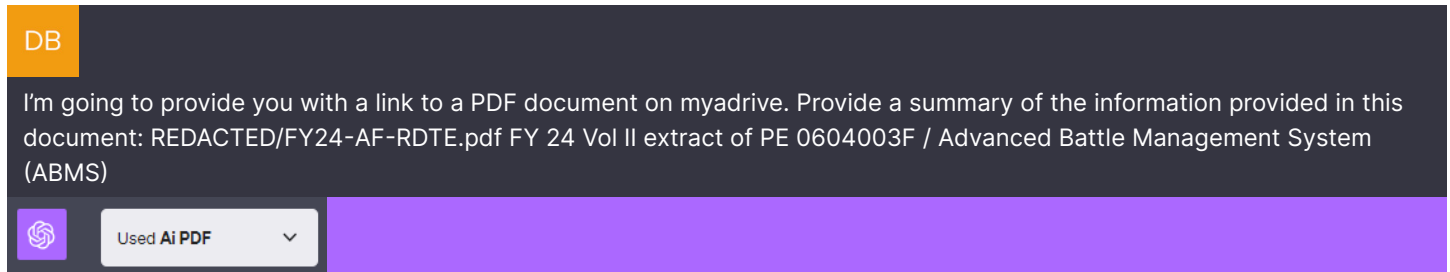 DB
I’m going to provide you with a link to a PDF document on myadrive. Provide a summary of the information provided in this
document: REDACTED/FY24-AF-RDTE.pdf FY 24 Vol II extract of PE 0604003F / Advanced Battle Management System
(ABMS)
Used Ai PDF